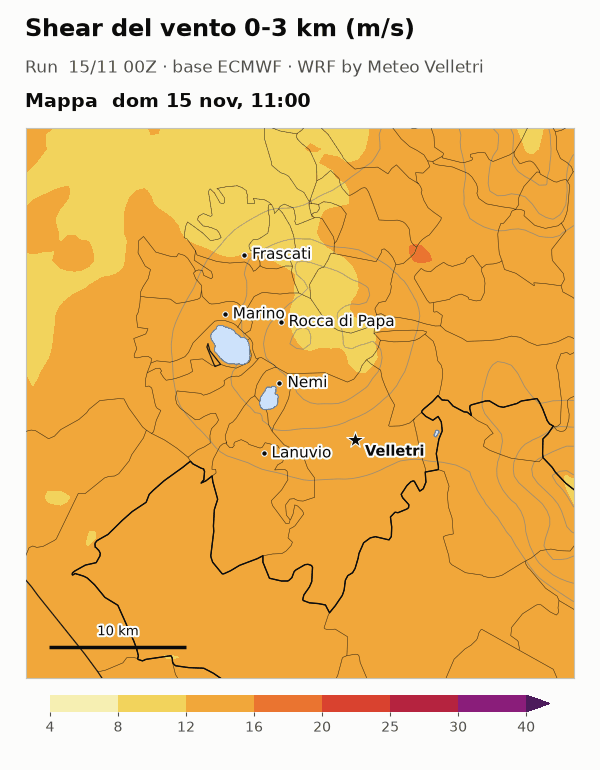 Shear del vento 0-3 km (m/s)
Run  15/11 00Z · base ECMWF · WRF by Meteo Velletri
Mappa  dom 15 nov, 11:00
Frascati
Marino
Rocca di Papa
Nemi
Velletri
Lanuvio
10 km
4 8 12 16 20 25 30 40